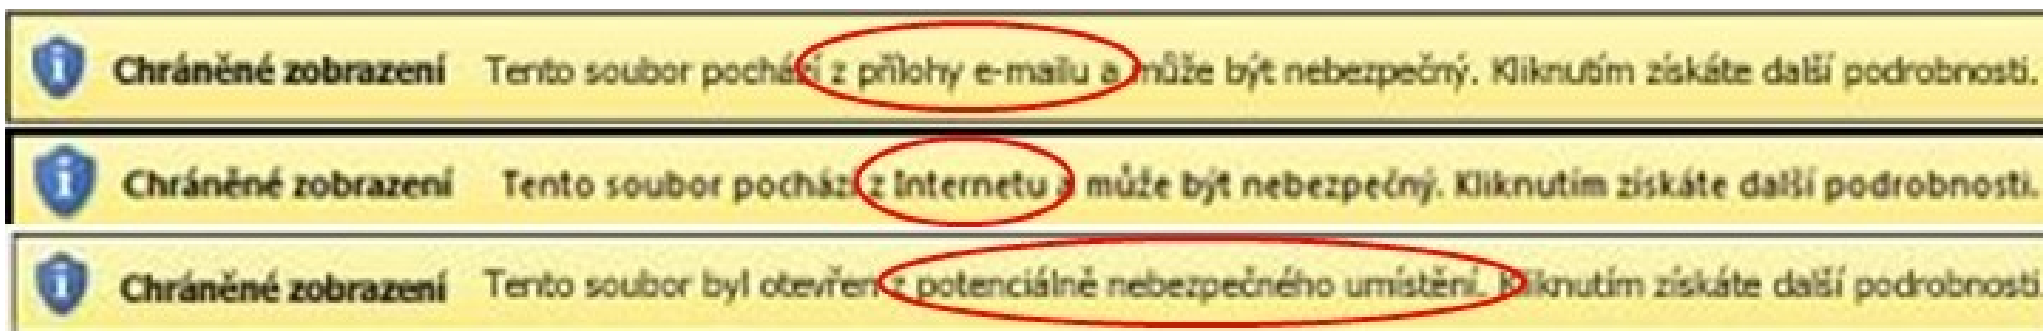 Chráněné zobrazení Tento soubor pochází z přílohy e-mailu a může být nebezpečný. Kliknutím získáte další podrobnosti.
Chráněné zobrazení Tento soubor pochází z Internetu a může být nebezpečný. Kliknutím získáte další podrobnosti.
Chráněné zobrazení Tento soubor byl otevřen z potenciálně nebezpečného umístění. Kliknutím získáte další podrobnosti.